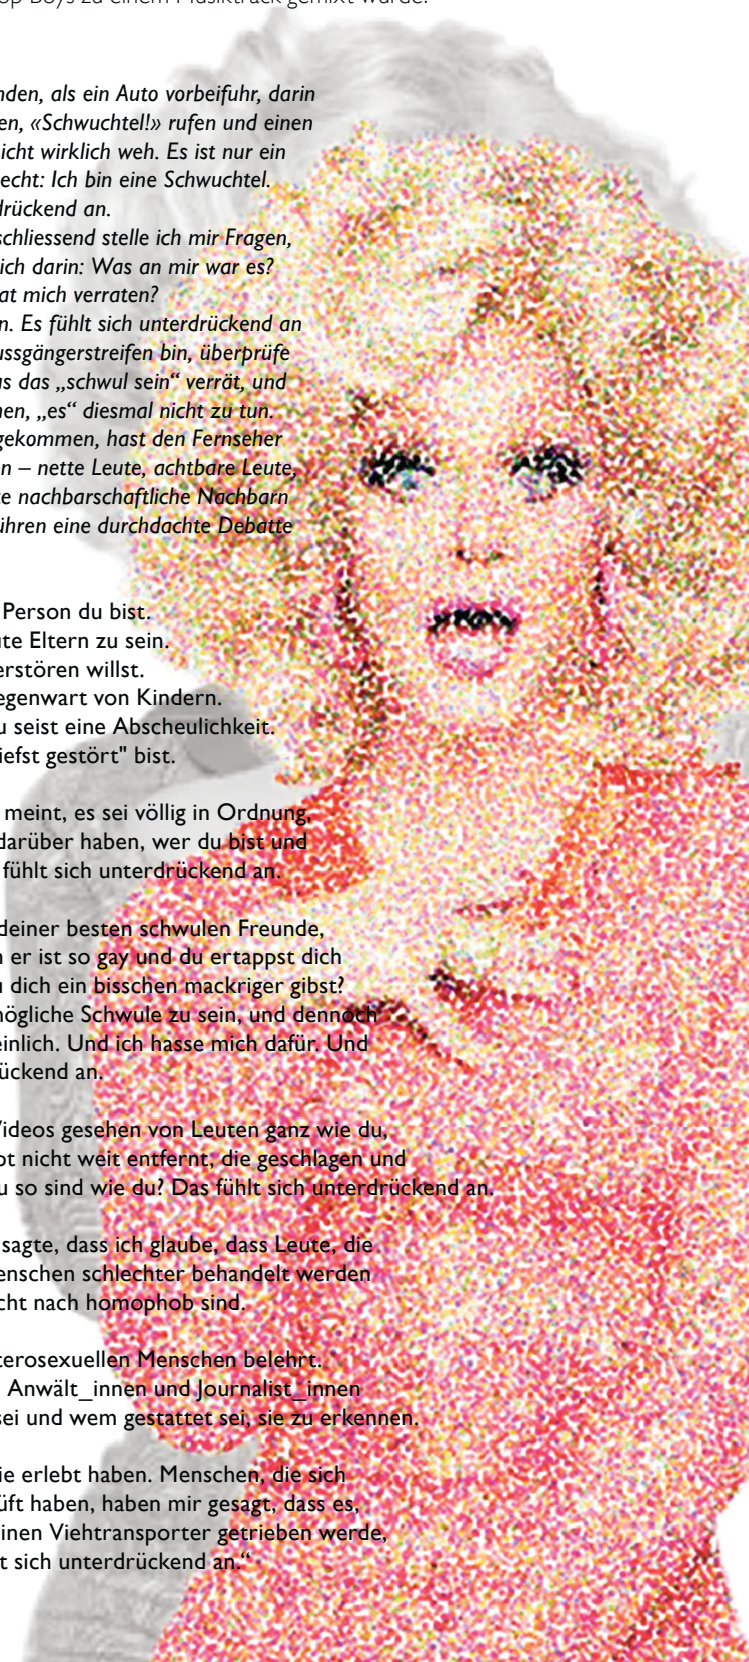 op Boys zu einem Musiktrack gemixt wurde.
nden, als ein Auto vorbeifuhr, darin
en, «Schwuchtel!» rufen und einen
icht wirklich weh. Es ist nur ein
echt: Ich bin eine Schwuchtel.
drückend an.
schliessend stelle ich mir Fragen,
ich darin: Was an mir war es?
at mich verraten?
n. Es fühlt sich unterdrückend an
ussgängerstreifen bin, überprüfe
as das „schwul sein“ verrät, und
hen, „es“ diesmal nicht zu tun.
gekommen, hast den Fernseher
n – nette Leute, achtbare Leute,
te nachbarschaftliche Nachbarn
ühren eine durchdachte Debatte
Person du bist.
ute Eltern zu sein.
erstören willst.
egenwart von Kindern.
u seist eine Abscheulichkeit.
iefst gestört" bist.
meint, es sei völlig in Ordnung,
darüber haben, wer du bist und
fühlt sich unterdrückend an.
deiner besten schwulen Freunde,
n er ist so gay und du ertappst dich
u dich ein bisschen mackriger gibst?
mögliche Schwule zu sein, und dennoch
einlich. Und ich hasse mich dafür. Und
rückend an.
Videos gesehen von Leuten ganz wie du,
pt nicht weit entfernt, die geschlagen und
u so sind wie du? Das fühlt sich unterdrückend an.
sagte, dass ich glaube, dass Leute, die
enschen schlechter behandelt werden
cht nach homophob sind.
terosexuellen Menschen belehrt.
Anwält_innen und Journalist_innen
sei und wem gestattet sei, sie zu erkennen.
ie erlebt haben. Menschen, die sich
üft haben, haben mir gesagt, dass es,
einen Viehtransporter getrieben werde,
t sich unterdrückend an.“